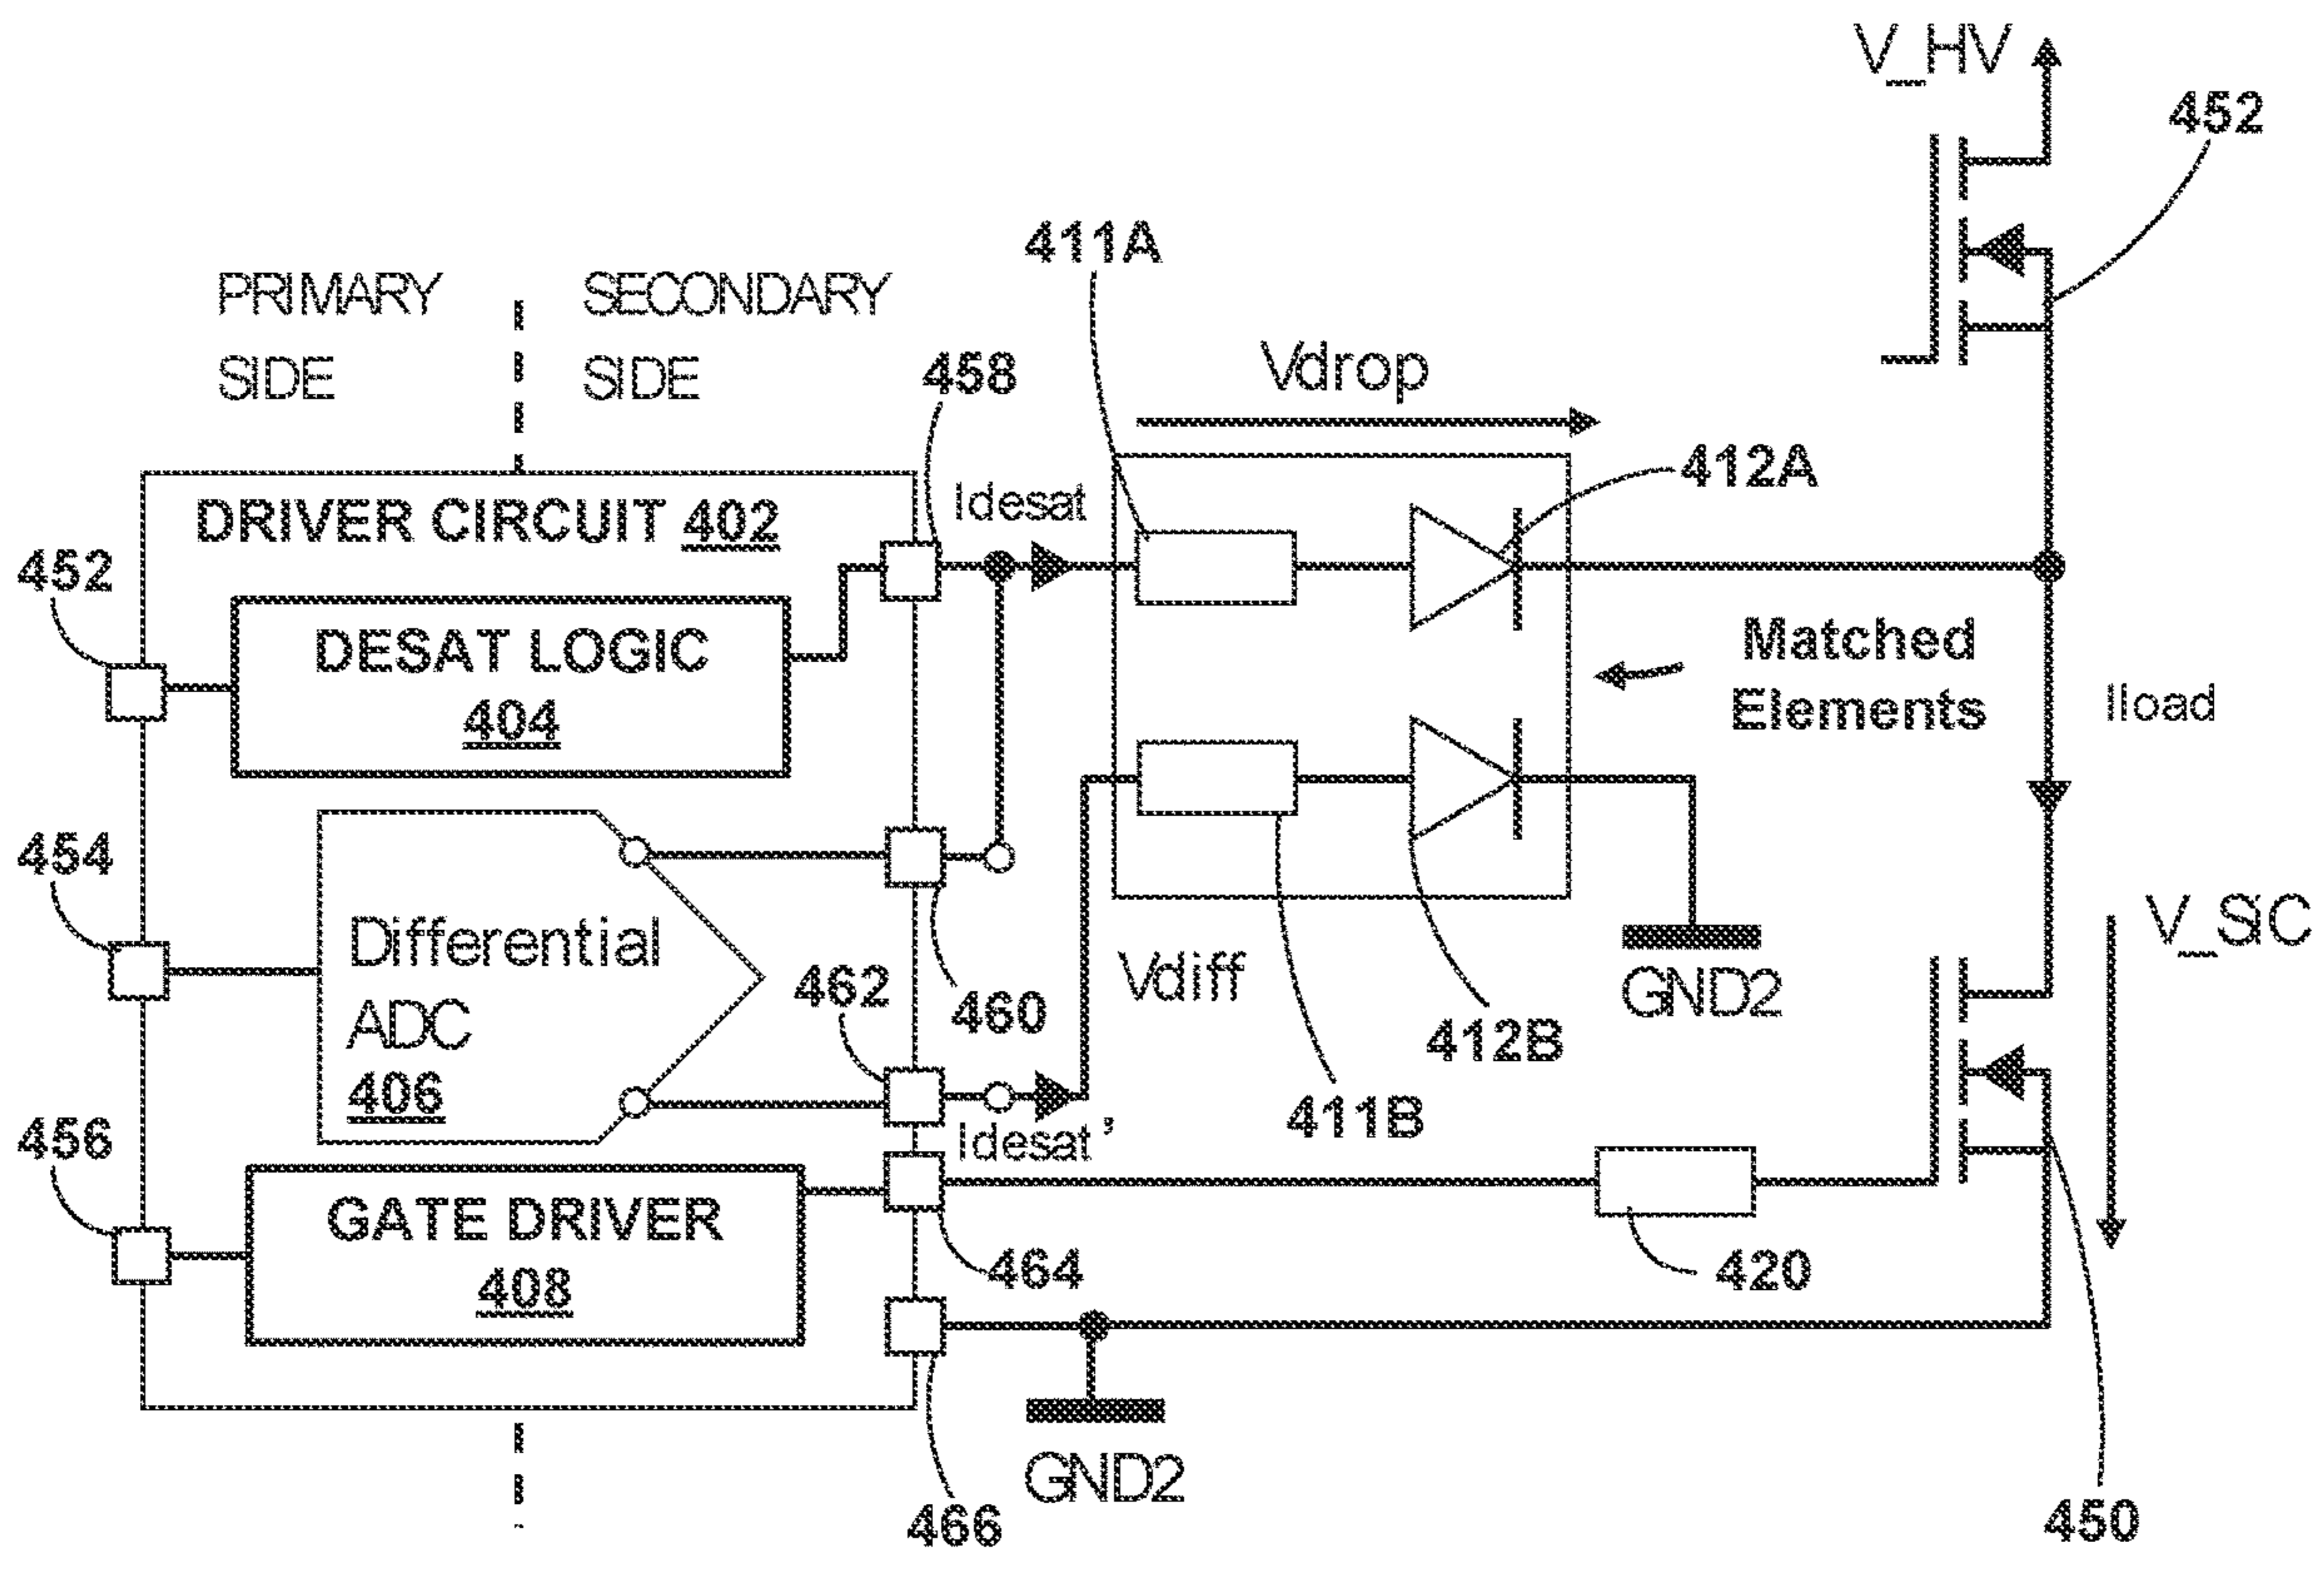 V_HV
452
411A
PRIMARY
SIDE
SECONDARY
SIDE
458
Vdrop
412A
Idesat
DRIVER CIRCUIT 402
452
DESAT LOGIC
404
Matched
Elements
Iload
454
Differential
ADC
406
462
460
Vdiff
412B
GND2
V_SiC
411B
Idesat’
456
GATE DRIVER
408
464
420
GND2
466
450